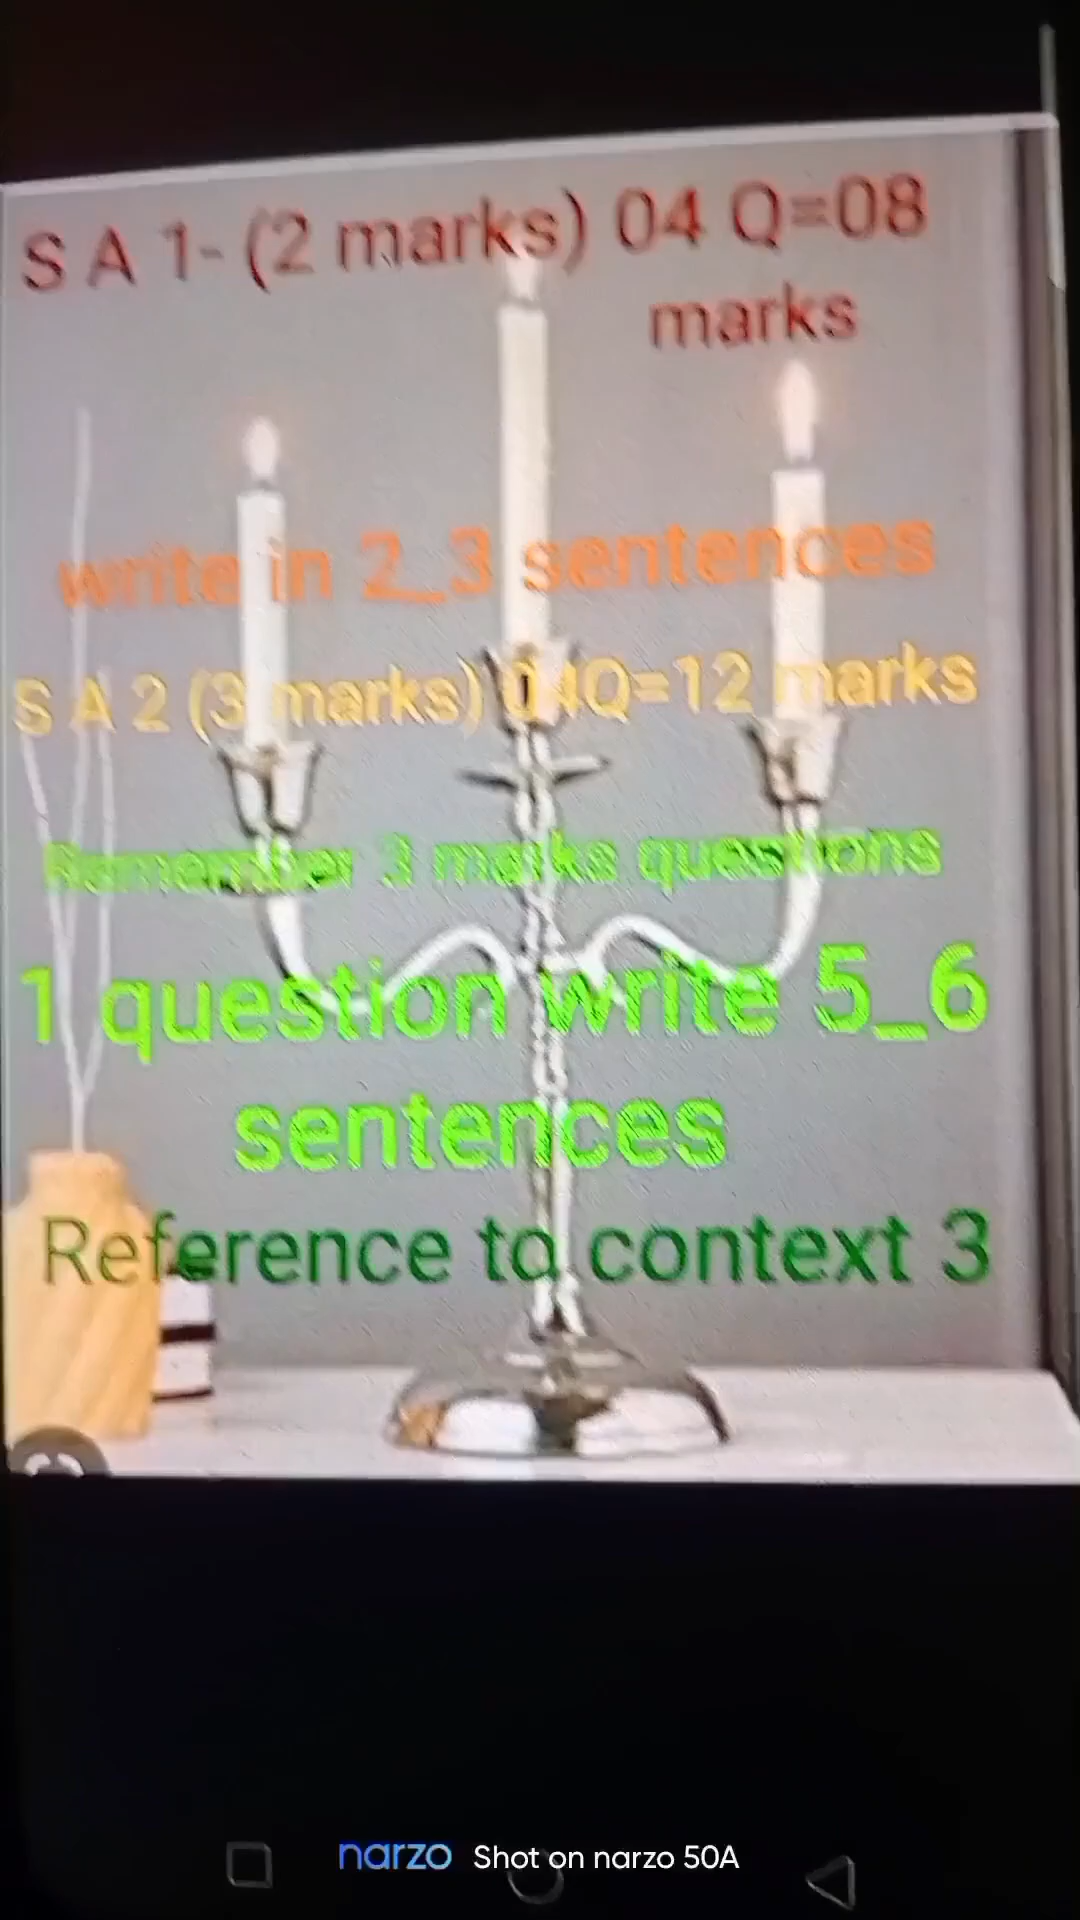 S A 1- (2 marks) 04 Q=08
marks
write in 2_3 sentences
S A 2 (3 marks) 04Q=12 marks
Remember 3 marks questions
1 question write 5_6
sentences
Reference to context 3
narzo Shot on narzo 50A